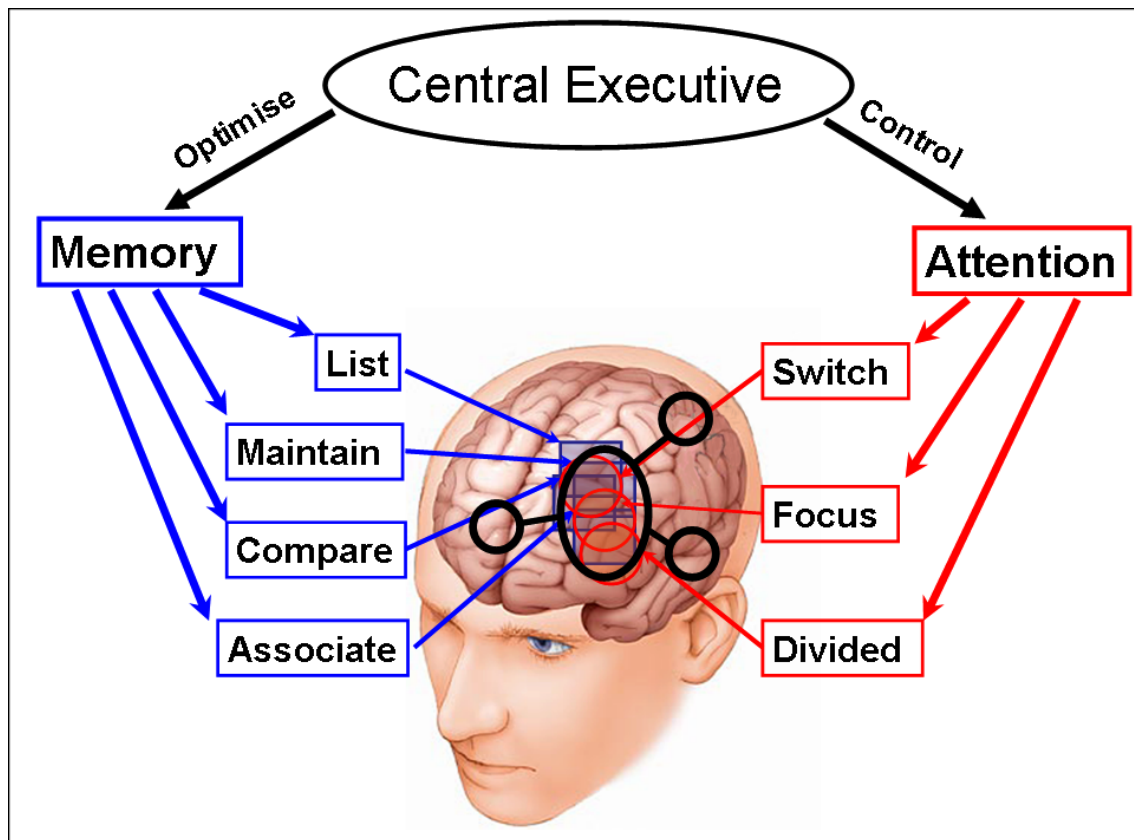 Central Executive
Optimise
Control
Memory
Attention
List
Switch
Maintain
Focus
Compare
Associate
Divided